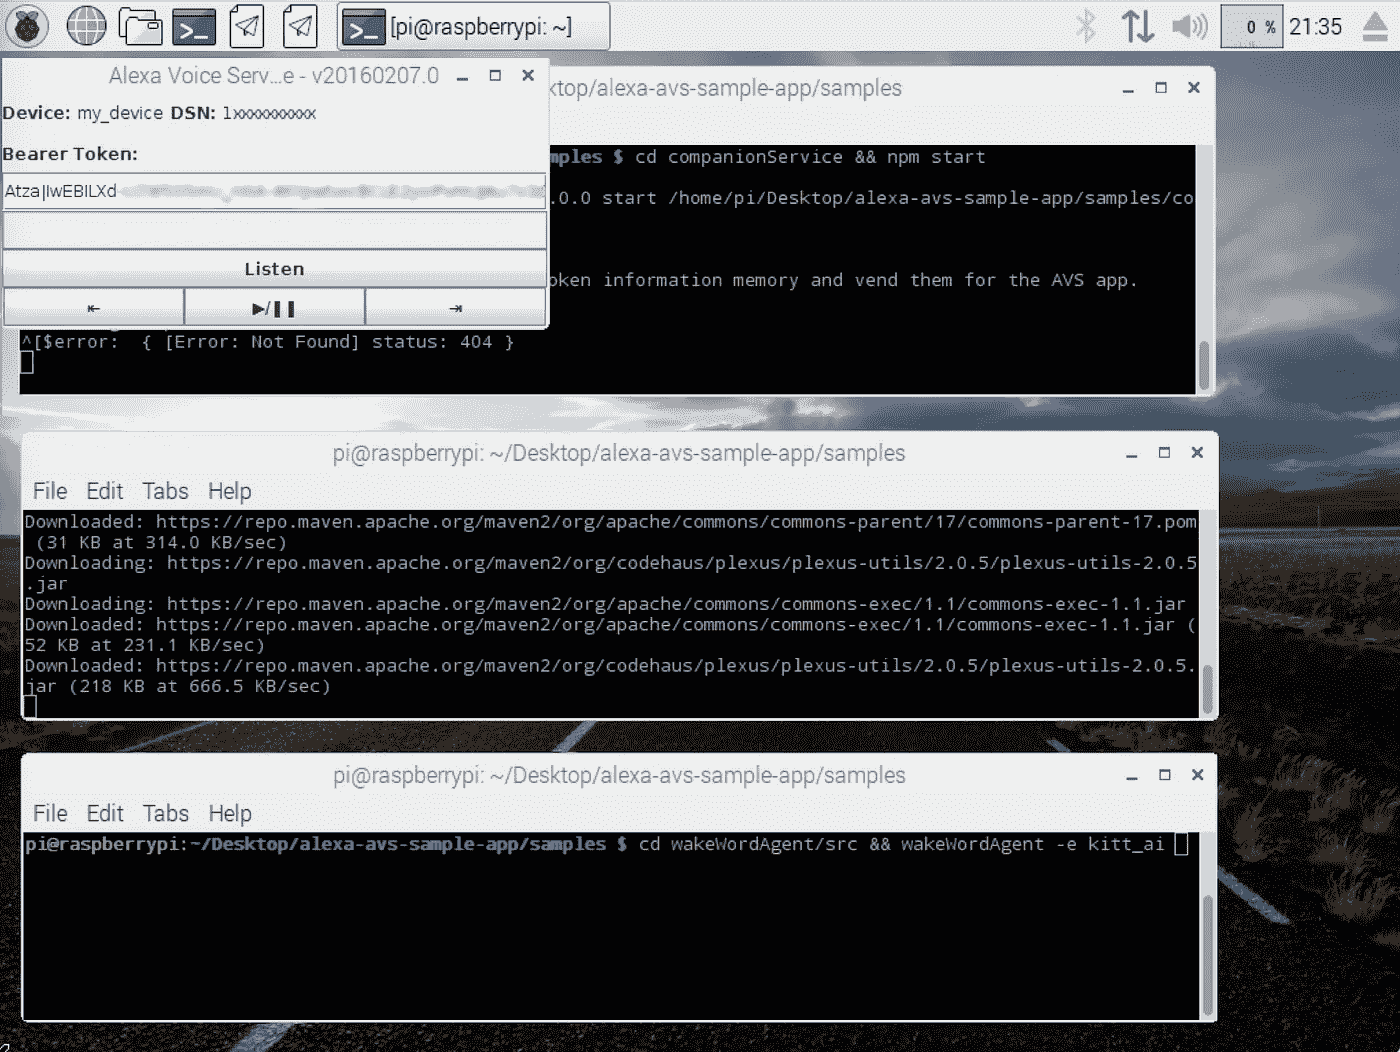 [pi@raspberrypi: ~]
0 %
21:35
Alexa Voice Serv...e - v20160207.0
Device: my_device DSN: 1xxxxxxxxxx
Bearer Token:
Atza|IwEBILXd
Listen
⇤
▶/❚❚
⇥
ktop/alexa-avs-sample-app/samples
mples $ cd companionService && npm start
.0.0 start /home/pi/Desktop/alexa-avs-sample-app/samples/co
oken information memory and vend them for the AVS app.
^[$error:  { [Error: Not Found] status: 404 }
pi@raspberrypi: ~/Desktop/alexa-avs-sample-app/samples
File Edit Tabs Help
Downloaded: https://repo.maven.apache.org/maven2/org/apache/commons/commons-parent/17/commons-parent-17.pom
(31 KB at 314.0 KB/sec)
Downloading: https://repo.maven.apache.org/maven2/org/codehaus/plexus/plexus-utils/2.0.5/plexus-utils-2.0.5
.jar
Downloading: https://repo.maven.apache.org/maven2/org/apache/commons/commons-exec/1.1/commons-exec-1.1.jar
Downloaded: https://repo.maven.apache.org/maven2/org/apache/commons/commons-exec/1.1/commons-exec-1.1.jar (
52 KB at 231.1 KB/sec)
Downloaded: https://repo.maven.apache.org/maven2/org/codehaus/plexus/plexus-utils/2.0.5/plexus-utils-2.0.5.
jar (218 KB at 666.5 KB/sec)
pi@raspberrypi: ~/Desktop/alexa-avs-sample-app/samples
File Edit Tabs Help
pi@raspberrypi:~/Desktop/alexa-avs-sample-app/samples $ cd wakeWordAgent/src && wakeWordAgent -e kitt_ai